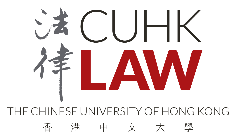 法律
CUHK
LAW
THE CHINESE UNIVERSITY OF HONG KONG
香港中文大學